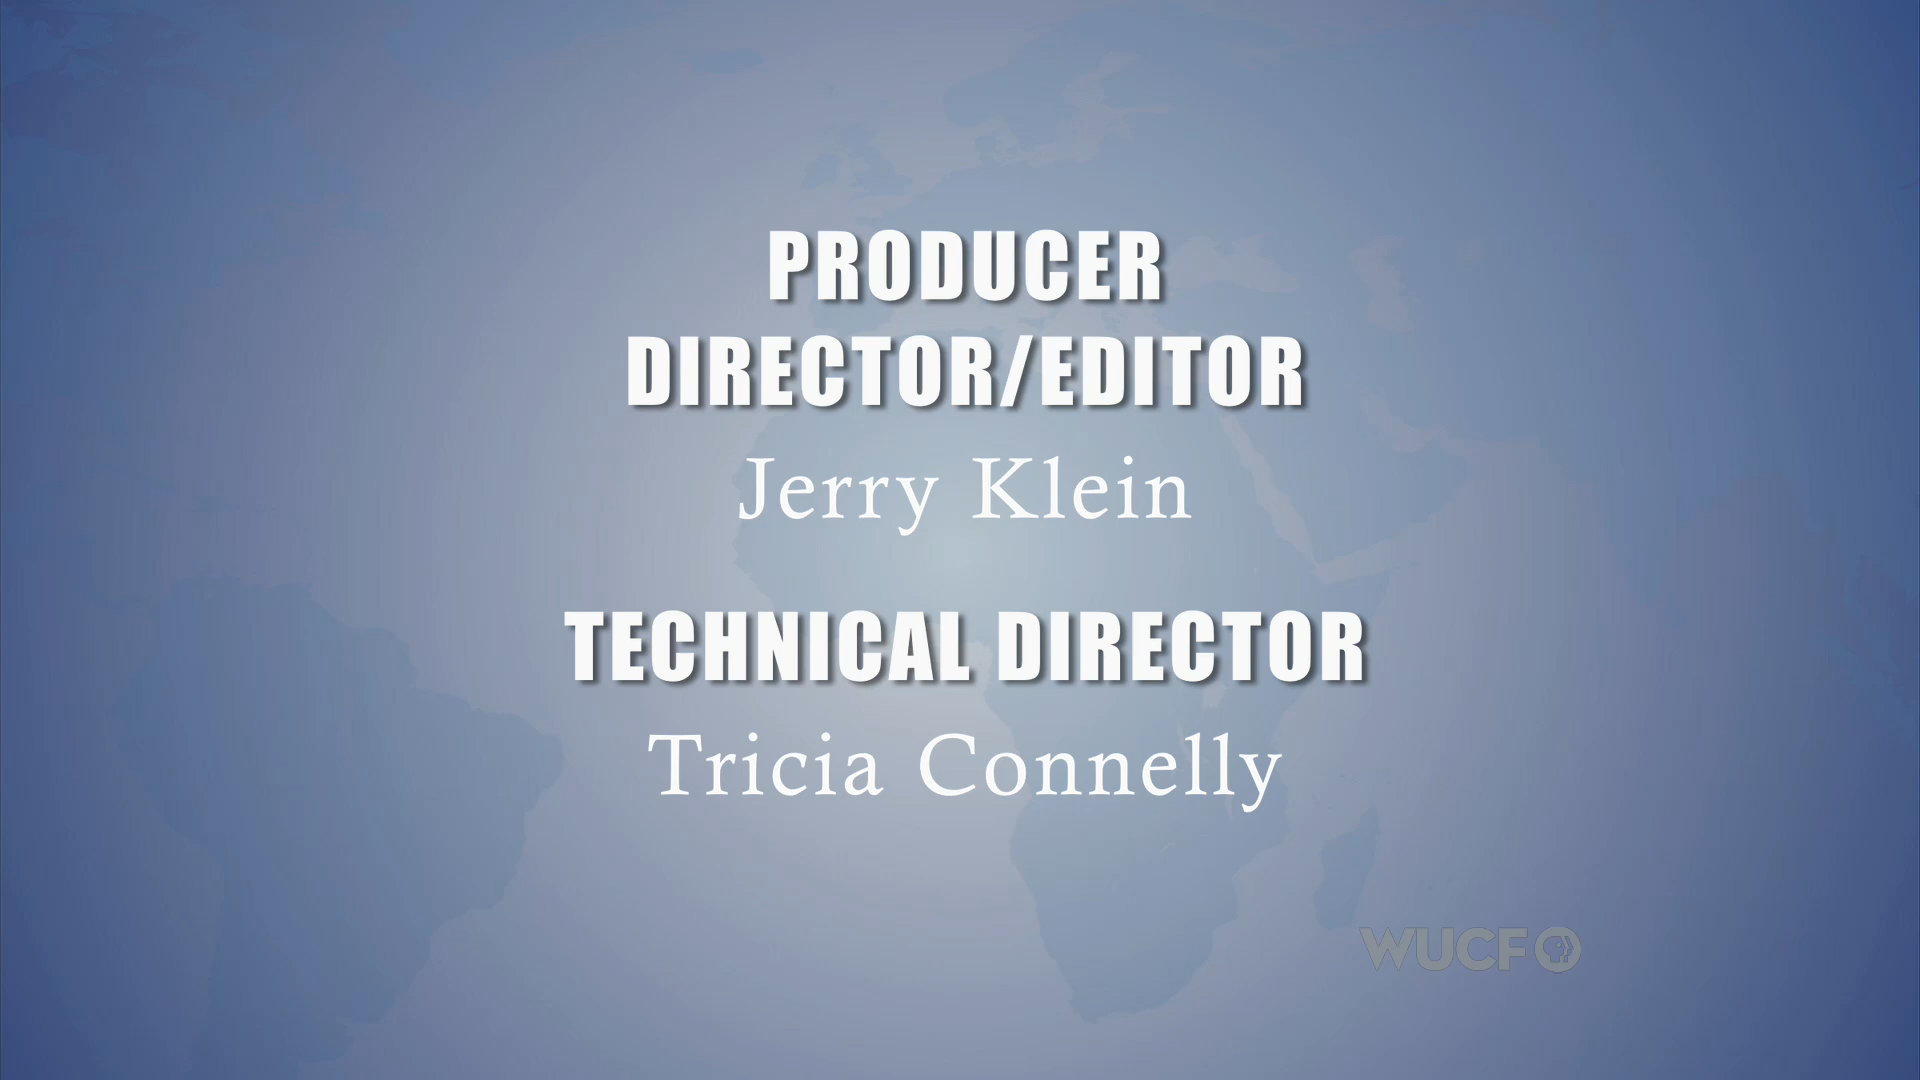 PRODUCER
DIRECTOR/EDITOR
Jerry Klein
TECHNICAL DIRECTOR
Tricia Connelly
WUCF